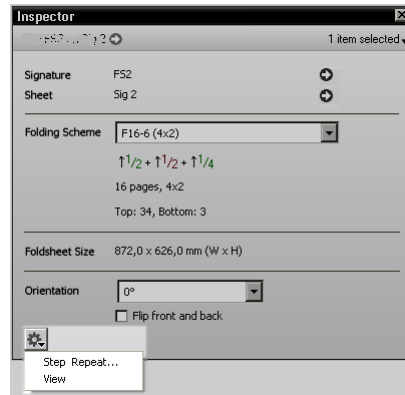 Inspector
Sig 2
1 item selected
Signature FS2
Sheet Sig 2
Folding Scheme F16-6 (4x2)
↑1/2 + ↑1/2 + ↑1/4
16 pages, 4x2
Top: 34, Bottom: 3
Foldsheet Size 872,0 x 626,0 mm (W x H)
Orientation 0°
Flip front and back
Step Repeat...
View